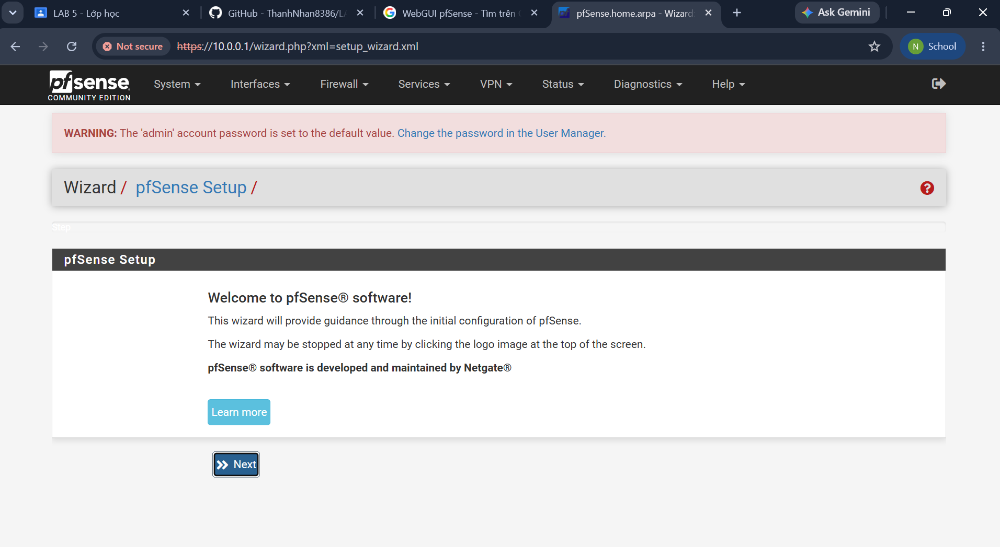 LAB 5 - Lớp học
GitHub - ThanhNhan8386/LA
WebGUI pfSense - Tìm trên
pfSense.home.arpa - Wizard
Ask Gemini
Not secure
https://10.0.0.1/wizard.php?xml=setup_wizard.xml
N
School
pfsense
COMMUNITY EDITION
System
Interfaces
Firewall
Services
VPN
Status
Diagnostics
Help
WARNING: The 'admin' account password is set to the default value. Change the password in the User Manager.
Wizard / pfSense Setup /
Step
pfSense Setup
Welcome to pfSense® software!
This wizard will provide guidance through the initial configuration of pfSense.
The wizard may be stopped at any time by clicking the logo image at the top of the screen.
pfSense® software is developed and maintained by Netgate®
Learn more
Next